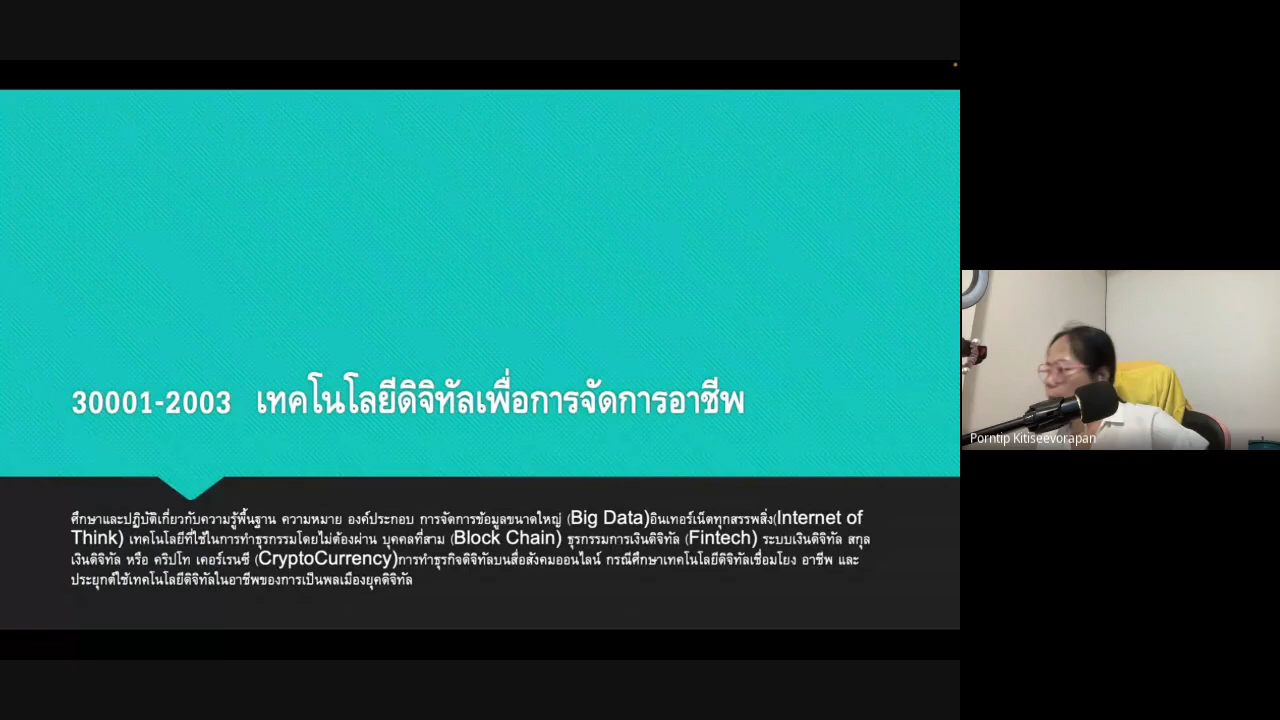 30001-2003 เทคโนโลยีดิจิทัลเพื่อการจัดการอาชีพ
ศึกษาและปฏิบัติเกี่ยวกับความรู้พื้นฐาน ความหมาย องค์ประกอบ การจัดการข้อมูลขนาดใหญ่ (Big Data)อินเทอร์เน็ตทุกสรรพสิ่ง(Internet of
Think) เทคโนโลยีที่ใช้ในการทำธุรกรรมโดยไม่ต้องผ่าน บุคคลที่สาม (Block Chain) ธุรกรรมการเงินดิจิทัล (Fintech) ระบบเงินดิจิทัล สกุล
เงินดิจิทัล หรือ คริปโท เคอร์เรนซี (CryptoCurrency)การทำธุรกิจดิจิทัลบนสื่อสังคมออนไลน์ กรณีศึกษาเทคโนโลยีดิจิทัลเชื่อมโยง อาชีพ และ
ประยุกต์ใช้เทคโนโลยีดิจิทัลในอาชีพของการเป็นพลเมืองยุคดิจิทัล
Porntip Kitiseevorapan